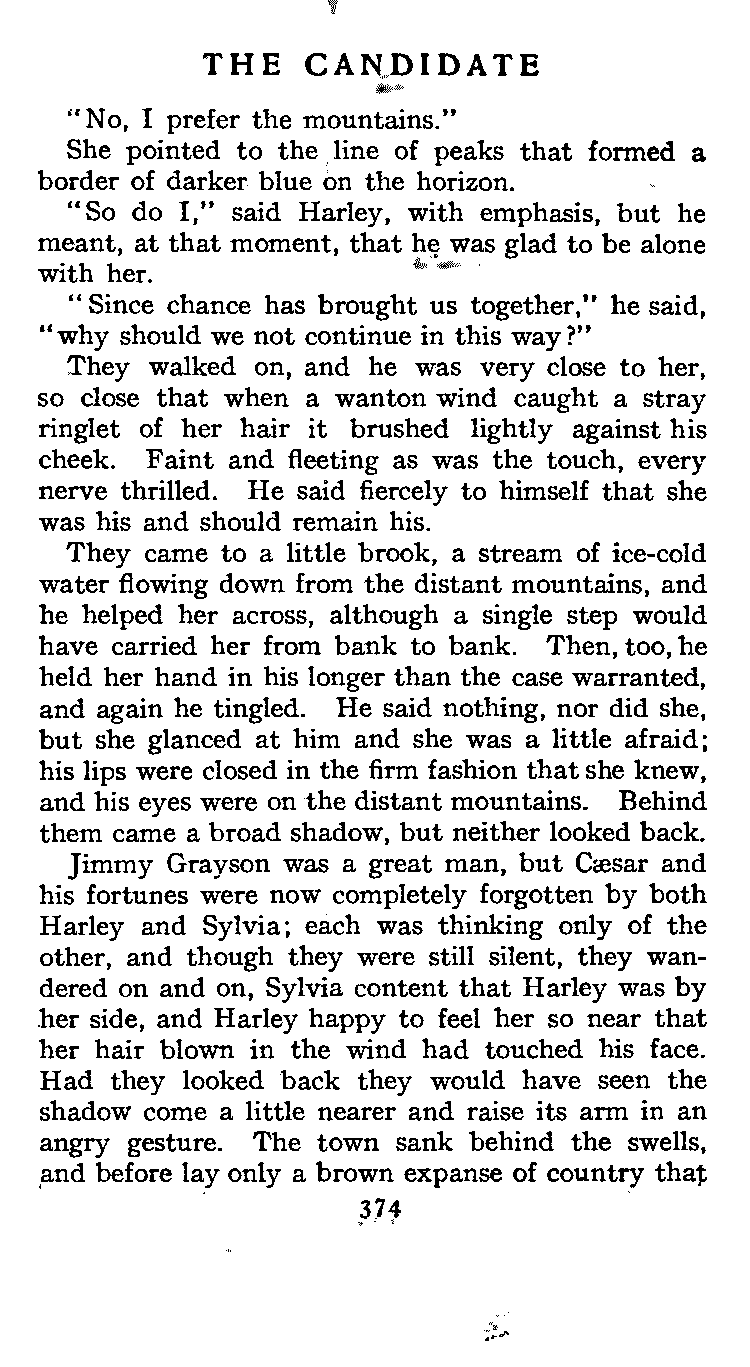 THE CANDIDATE
"No, I prefer the mountains."
She pointed to the line of peaks that formed a
border of darker blue on the horizon.
"So do I," said Harley, with emphasis, but he
meant, at that moment, that he was glad to be alone
with her.
"Since chance has brought us together," he said,
"why should we not continue in this way?"
They walked on, and he was very close to her,
so close that when a wanton wind caught a stray
ringlet of her hair it brushed lightly against his
cheek. Faint and fleeting as was the touch, every
nerve thrilled. He said fiercely to himself that she
was his and should remain his.
They came to a little brook, a stream of ice-cold
water flowing down from the distant mountains, and
he helped her across, although a single step would
have carried her from bank to bank. Then, too, he
held her hand in his longer than the case warranted,
and again he tingled. He said nothing, nor did she,
but she glanced at him and she was a little afraid;
his lips were closed in the firm fashion that she knew,
and his eyes were on the distant mountains. Behind
them came a broad shadow, but neither looked back.
Jimmy Grayson was a great man, but Cæsar and
his fortunes were now completely forgotten by both
Harley and Sylvia; each was thinking only of the
other, and though they were still silent, they wan-
dered on and on, Sylvia content that Harley was by
her side, and Harley happy to feel her so near that
her hair blown in the wind had touched his face.
Had they looked back they would have seen the
shadow come a little nearer and raise its arm in an
angry gesture. The town sank behind the swells,
and before lay only a brown expanse of country that
374